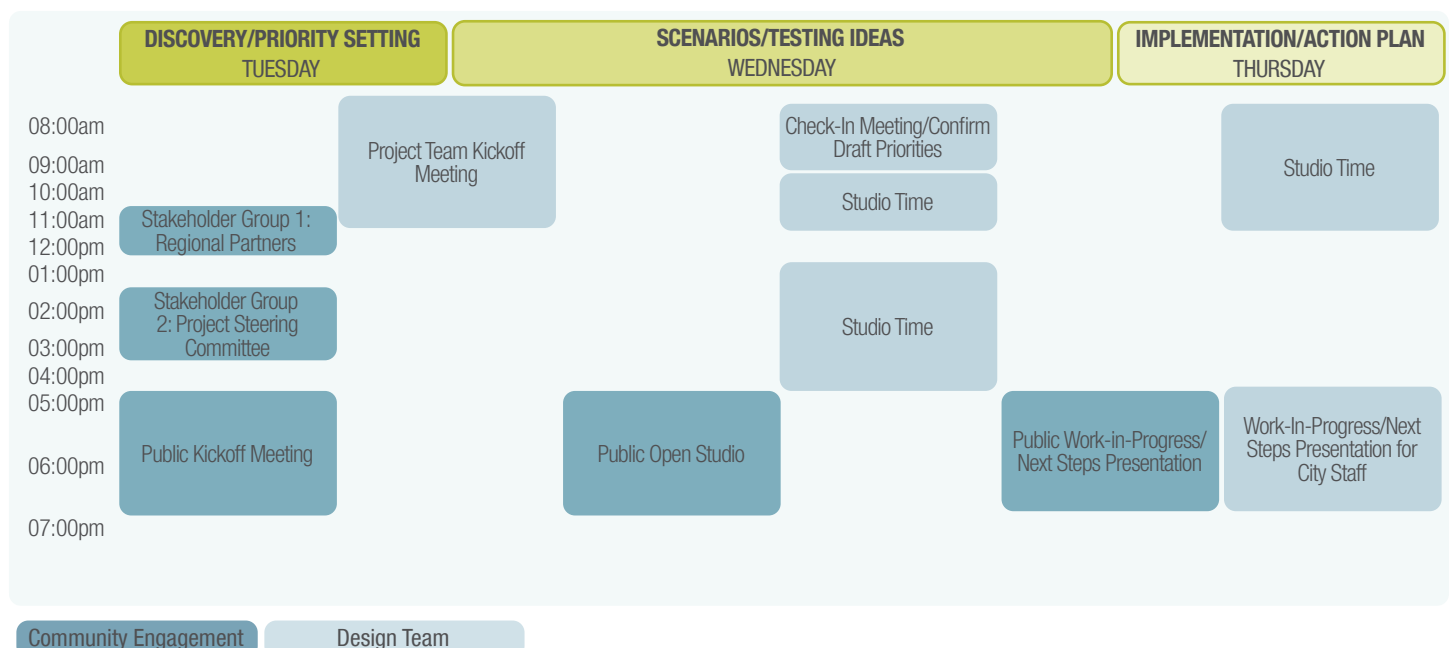 DISCOVERY/PRIORITY SETTING
TUESDAY
SCENARIOS/TESTING IDEAS
WEDNESDAY
IMPLEMENTATION/ACTION PLAN
THURSDAY
08:00am
09:00am
10:00am
11:00am
12:00pm
01:00pm
02:00pm
03:00pm
04:00pm
05:00pm
06:00pm
07:00pm
Stakeholder Group 1:
Regional Partners
Stakeholder Group
2: Project Steering
Committee
Public Kickoff Meeting
Project Team Kickoff
Meeting
Public Open Studio
Check-In Meeting/Confirm
Draft Priorities
Studio Time
Studio Time
Public Work-in-Progress/
Next Steps Presentation
Studio Time
Work-In-Progress/Next
Steps Presentation for
City Staff
Community Engagement
Design Team